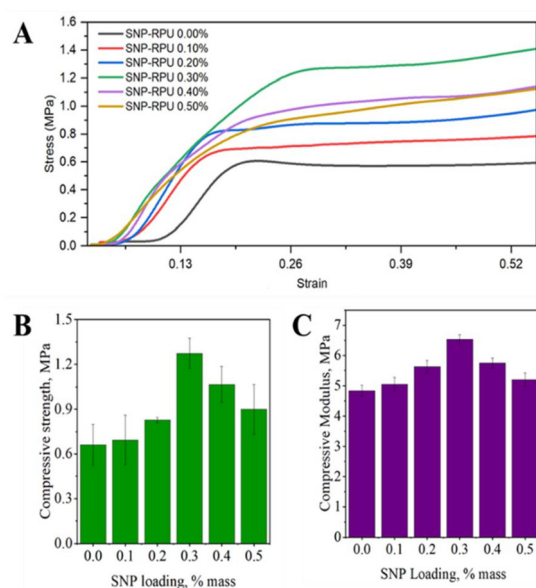 A
SNP-RPU 0.00%
SNP-RPU 0.10%
SNP-RPU 0.20%
SNP-RPU 0.30%
SNP-RPU 0.40%
SNP-RPU 0.50%
Stress (MPa)
1.6
1.4
1.2
1.0
0.8
0.6
0.4
0.2
0.0
0.13 0.26 0.39 0.52
Strain
B
Compressive strength, MPa
1.5
1.2
0.9
0.6
0.3
0.0
0.0 0.1 0.2 0.3 0.4 0.5
SNP loading, % mass
C
Compressive Modulus, MPa
7
6
5
4
3
2
1
0
0.0 0.1 0.2 0.3 0.4 0.5
SNP Loading, % mass